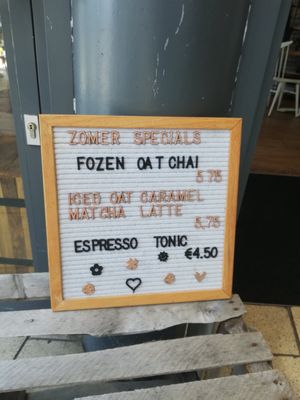 ZOMER SPECIALS
FOZEN OAT CHAI
5.75
ICED OAT CARAMEL
MATCHA LATTE
5,75
ESPRESSO TONIC
€4.50